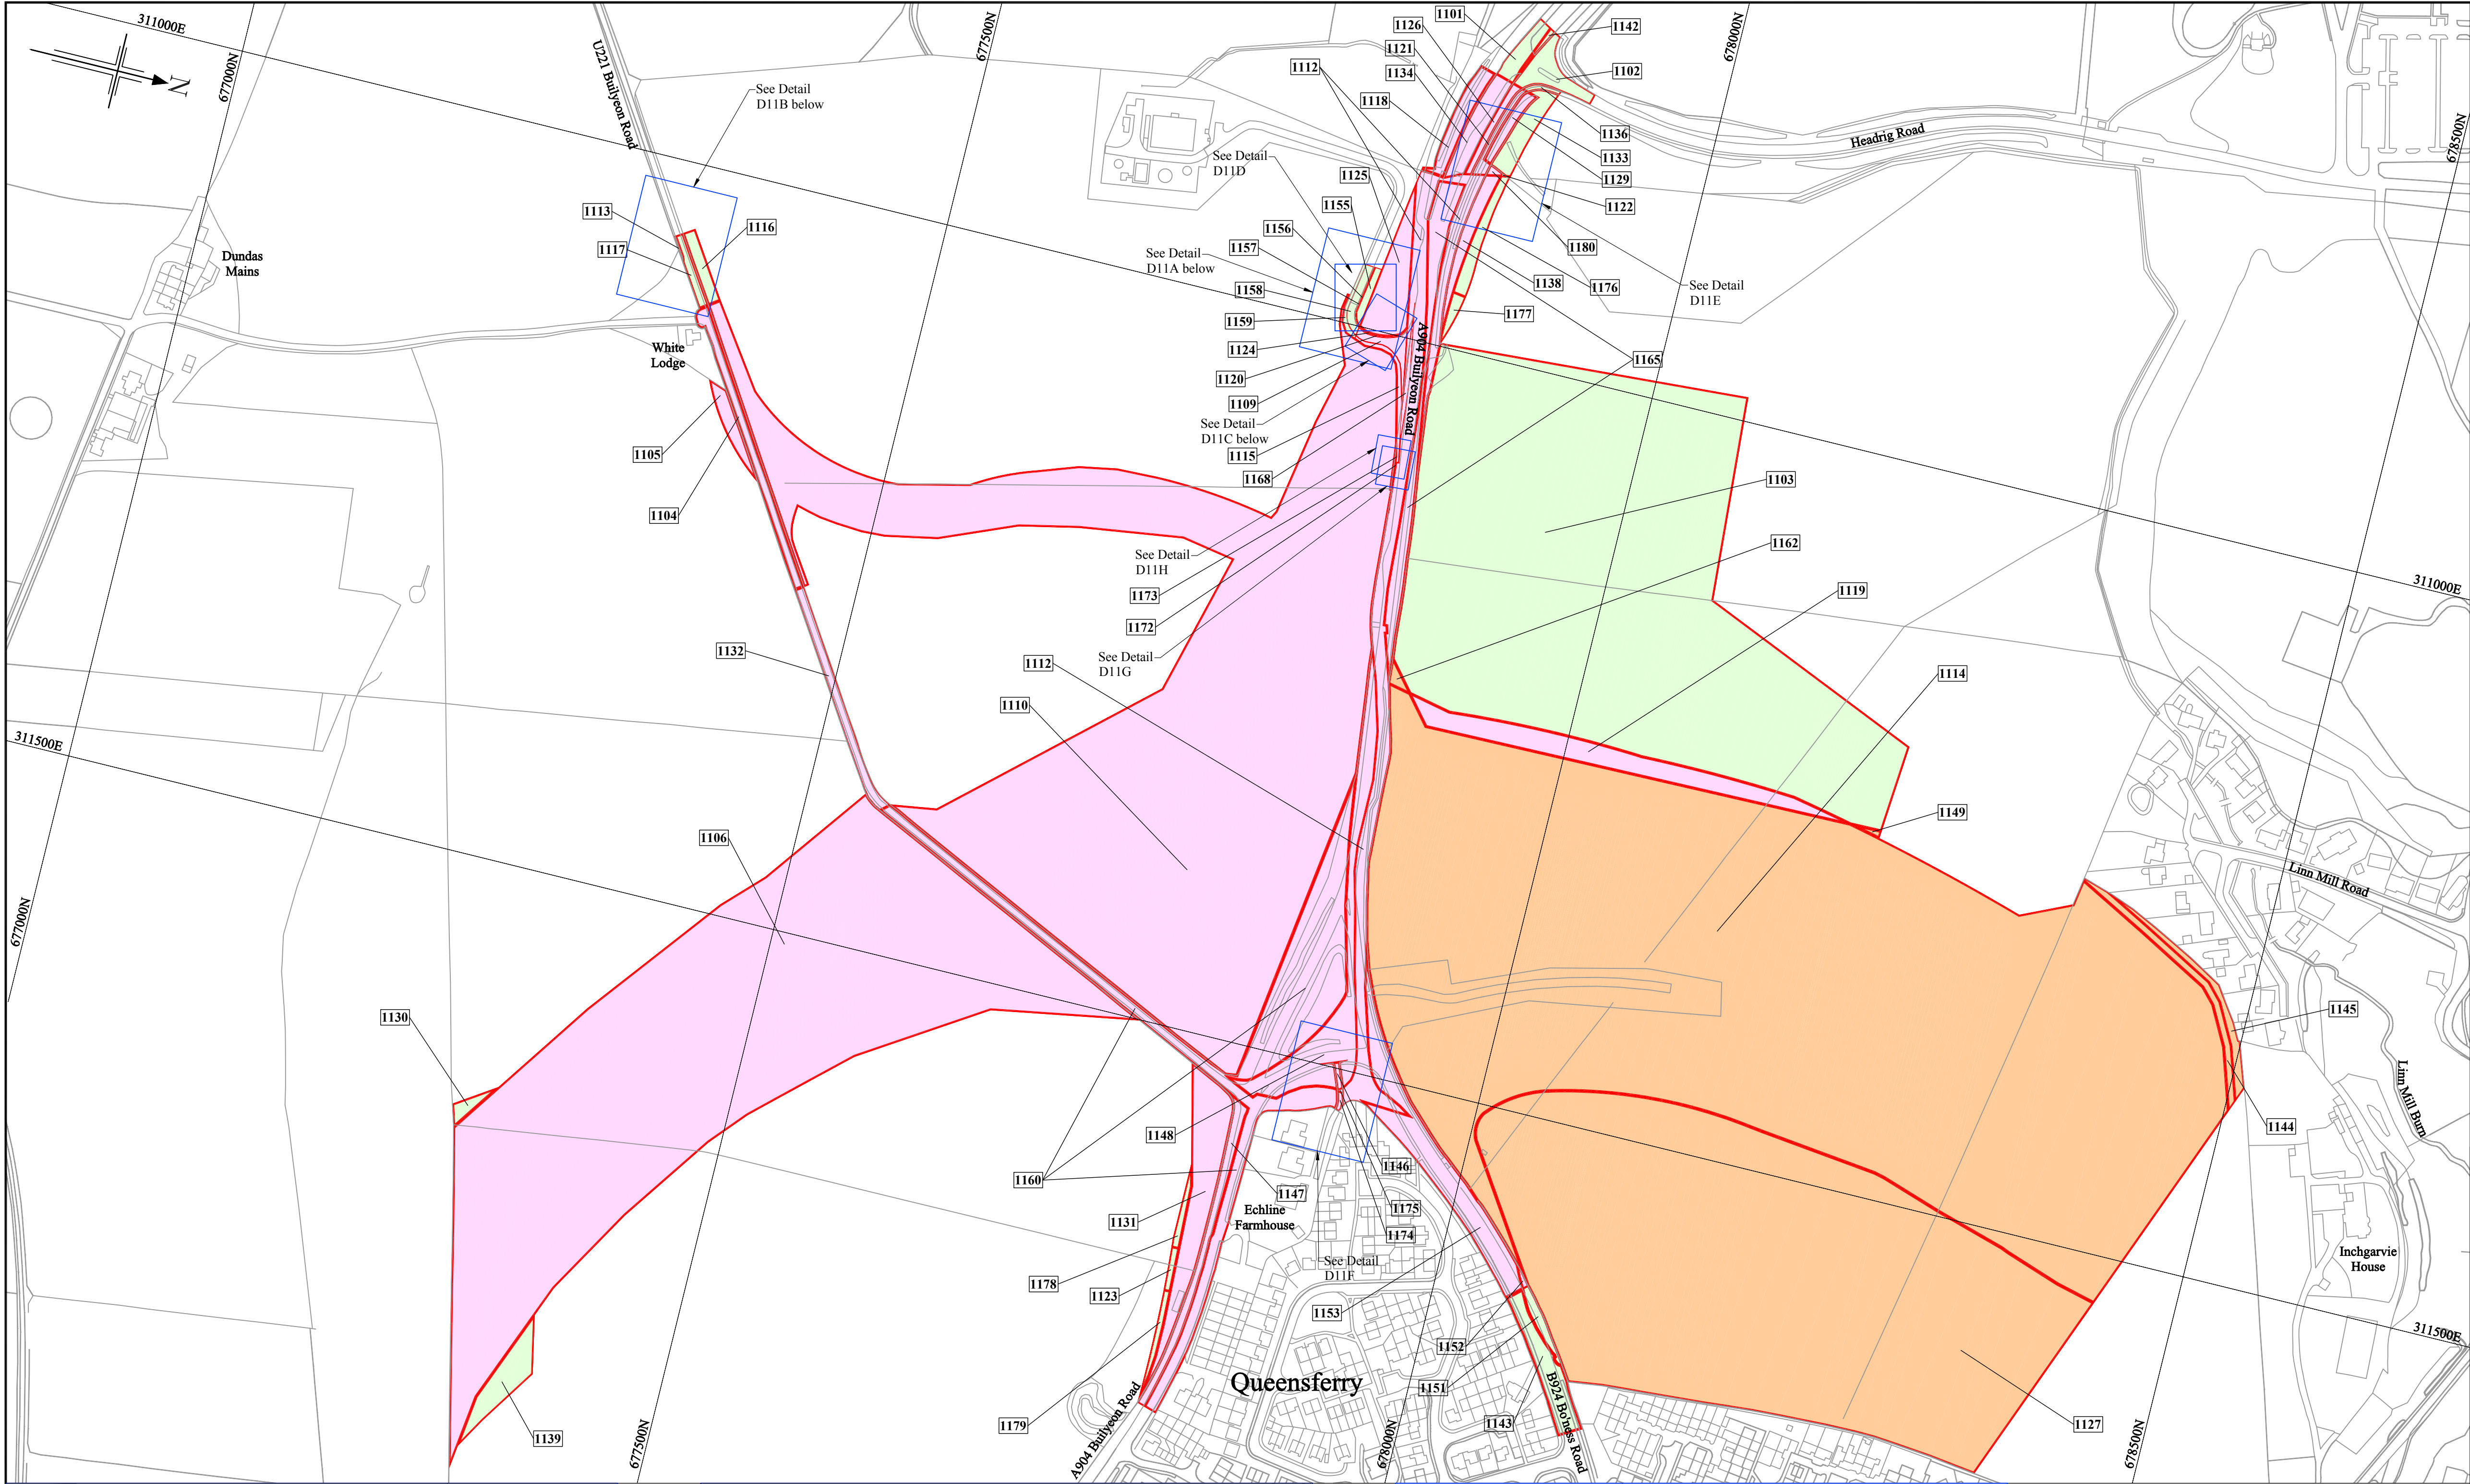 311000E
677000N
U221 Builyeon Road
677500N
678000N
678500N
N
See Detail
D11B below
1101
1126
1142
1121
1112
1134
1102
1118
1136
Headrig Road
See Detail
D11D
1133
1129
1125
1122
1155
1113
1117
1116
1156
1157
1180
See Detail
D11A below
1138
1176
See Detail
D11E
1158
1177
1159
Dundas
Mains
White
Lodge
1124
1165
A904 Builyeon Road
1120
1109
See Detail
D11C below
1105
1115
1168
1103
1104
See Detail
D11H
1162
1173
1119
311000E
1172
See Detail
D11G
1132
1112
1114
1110
311500E
1149
1106
Linn Mill Road
677000N
1130
1145
Linn Mill Burn
1144
1148
1146
1160
1147
1175
Echline
Farmhouse
1131
1174
See Detail
D11F
Inchgarvie
House
1178
1123
1153
1152
311500E
Queensferry
1151
1179
A904 Builyeon Road
1143
B924 Bo'ness Road
1127
1139
677500N
678000N
678500N